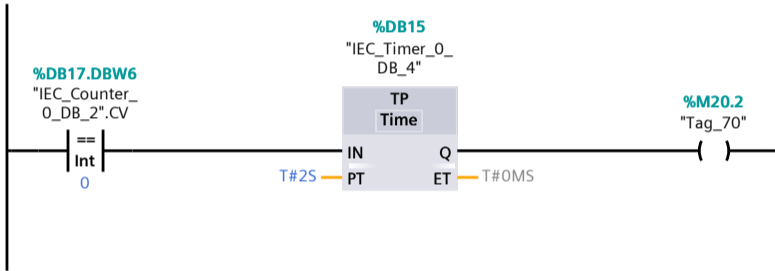 %DB15
"IEC_Timer_0_
DB_4"
%DB17.DBW6
"IEC_Counter_
0_DB_2".CV
==
Int
0
TP
Time
IN
Q
T#2S
PT
ET
T#0MS
%M20.2
"Tag_70"